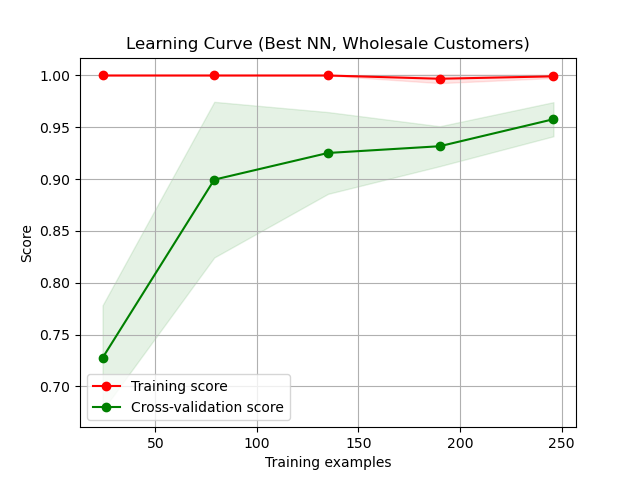 Learning Curve (Best NN, Wholesale Customers)
1.00
0.95
0.90
0.85
0.80
0.75
0.70
Score
Training score
Cross-validation score
50
100
150
200
250
Training examples